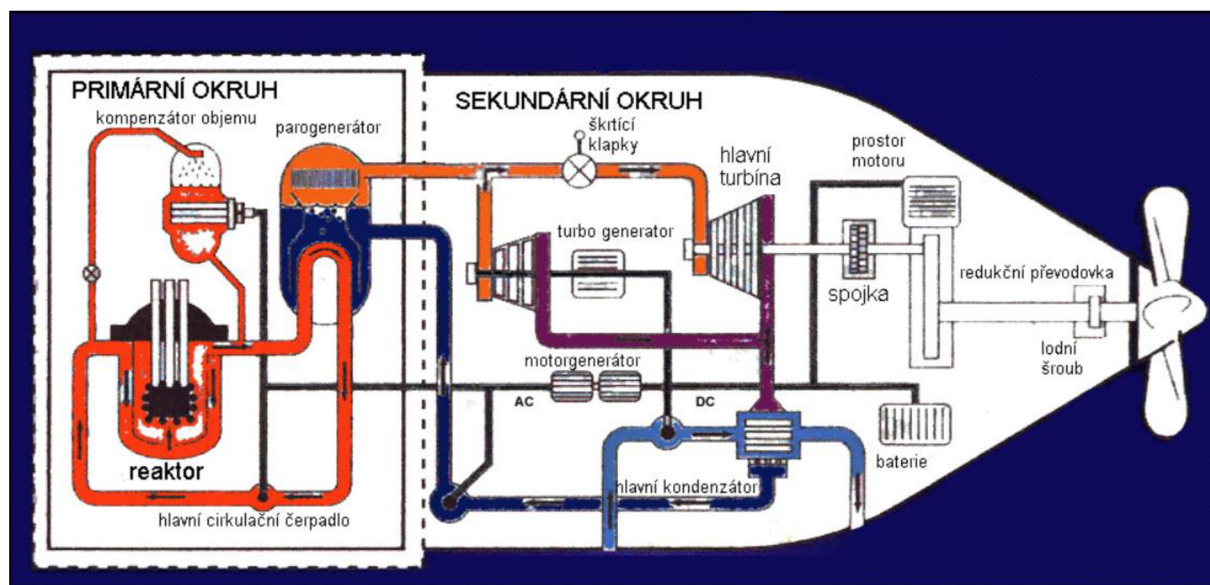 PRIMÁRNÍ OKRUH
kompenzátor objemu
parogenerátor
reaktor
hlavní cirkulační čerpadlo
SEKUNDÁRNÍ OKRUH
škrtící
klapky
hlavní
turbína
prostor
motoru
turbo generator
spojka
redukční převodovka
lodní
šroub
motorgenerátor
AC
DC
baterie
hlavní kondenzátor